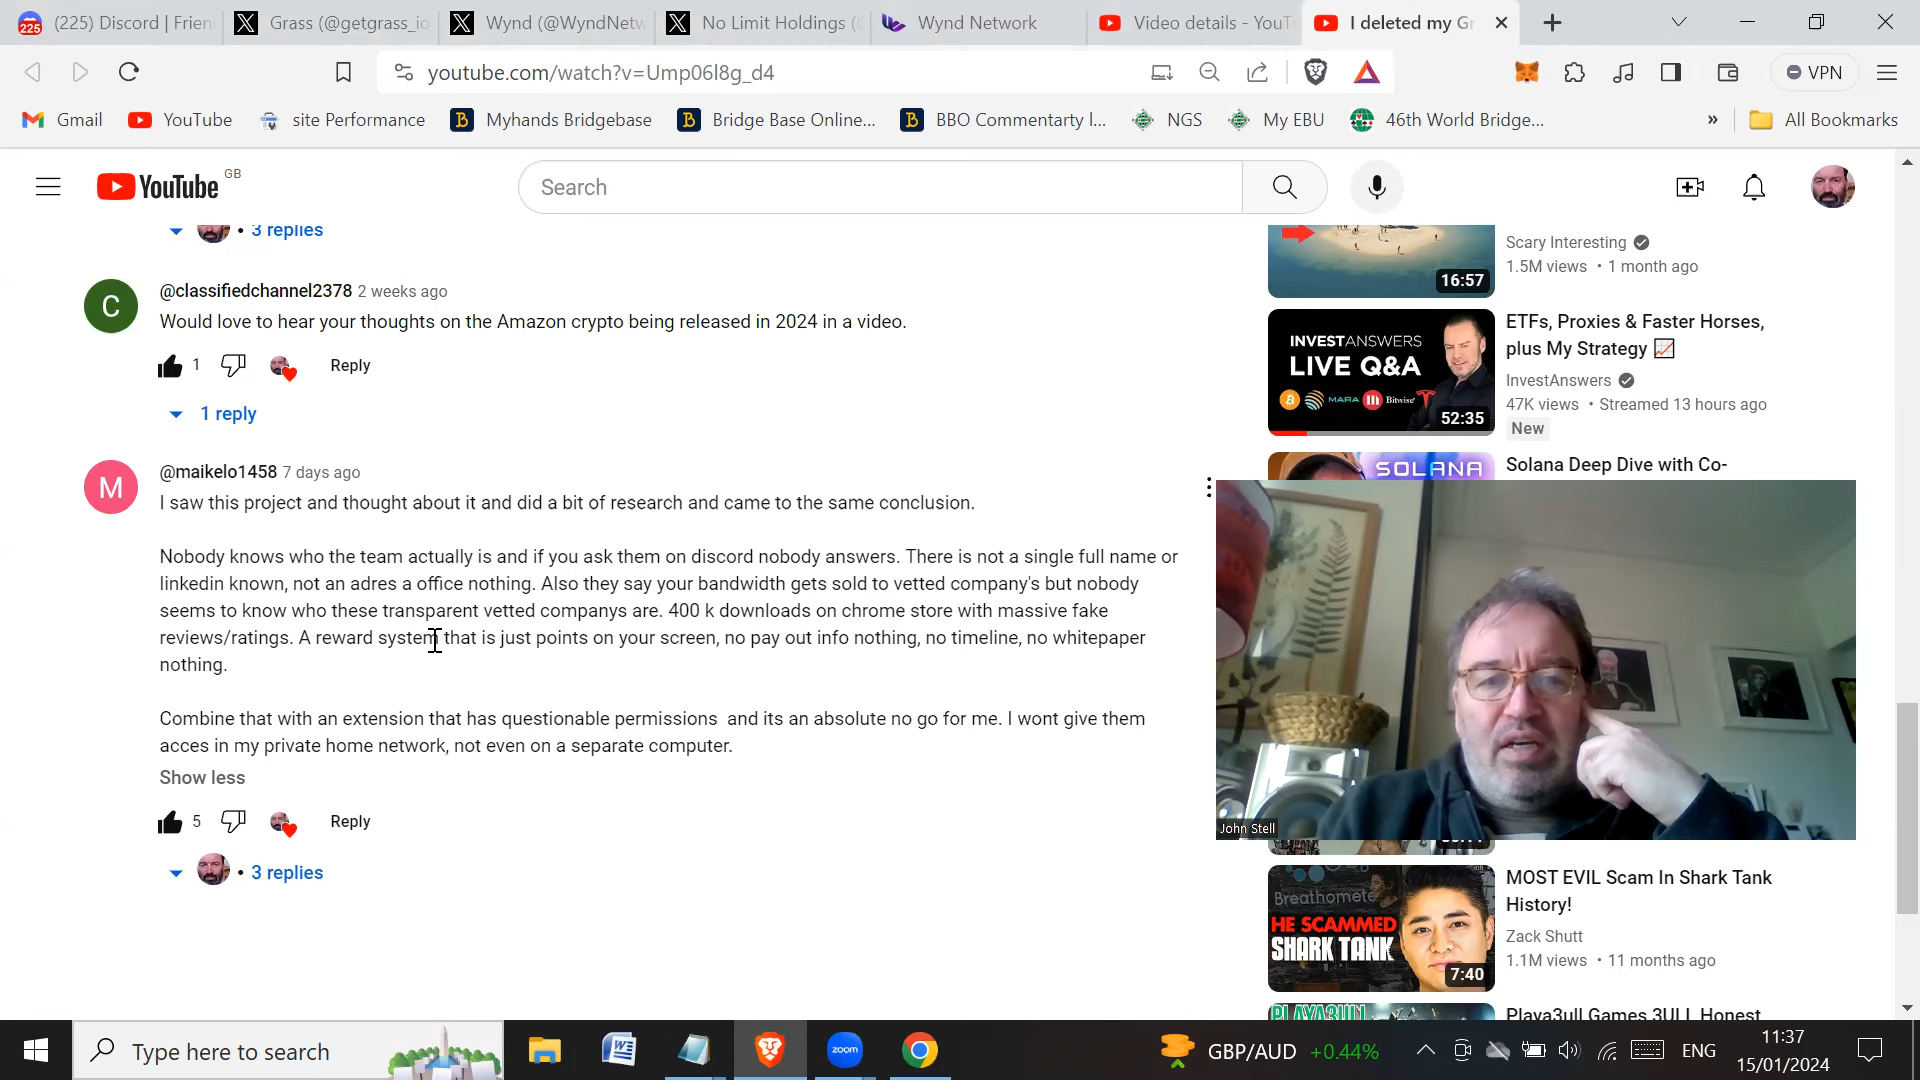 (225) Discord | Frien
Grass (@getgrass_io
Wynd (@WyndNetw
No Limit Holdings (@
Wynd Network
Video details - YouT
I deleted my Gr
youtube.com/watch?v=Ump06l8g_d4
VPN
Gmail
YouTube
site Performance
Myhands Bridgebase
Bridge Base Online...
BBO Commentarty l...
NGS
My EBU
46th World Bridge...
»
All Bookmarks
YouTube GB
Search
3 replies
@classifiedchannel2378 2 weeks ago
Would love to hear your thoughts on the Amazon crypto being released in 2024 in a video.
1
Reply
1 reply
@maikelo1458 7 days ago
I saw this project and thought about it and did a bit of research and came to the same conclusion.
Nobody knows who the team actually is and if you ask them on discord nobody answers. There is not a single full name or
linkedin known, not an adres a office nothing. Also they say your bandwidth gets sold to vetted company's but nobody
seems to know who these transparent vetted companys are. 400 k downloads on chrome store with massive fake
reviews/ratings. A reward system that is just points on your screen, no pay out info nothing, no timeline, no whitepaper
nothing.
Combine that with an extension that has questionable permissions and its an absolute no go for me. I wont give them
acces in my private home network, not even on a separate computer.
Show less
5
Reply
3 replies
16:57
Scary Interesting
1.5M views • 1 month ago
INVESTANSWERS
LIVE Q&A
MARA
Bitwise
52:35
ETFs, Proxies & Faster Horses,
plus My Strategy
InvestAnswers
47K views • Streamed 13 hours ago
New
SOLANA
Solana Deep Dive with Co-
John Stell
Breathomete
HE SCAMMED
SHARK TANK
7:40
MOST EVIL Scam In Shark Tank
History!
Zack Shutt
1.1M views • 11 months ago
PLAYA3ULL
Playa3ull Games 3ULL Honest
Type here to search
zoom
GBP/AUD +0.44%
ENG
11:37
15/01/2024